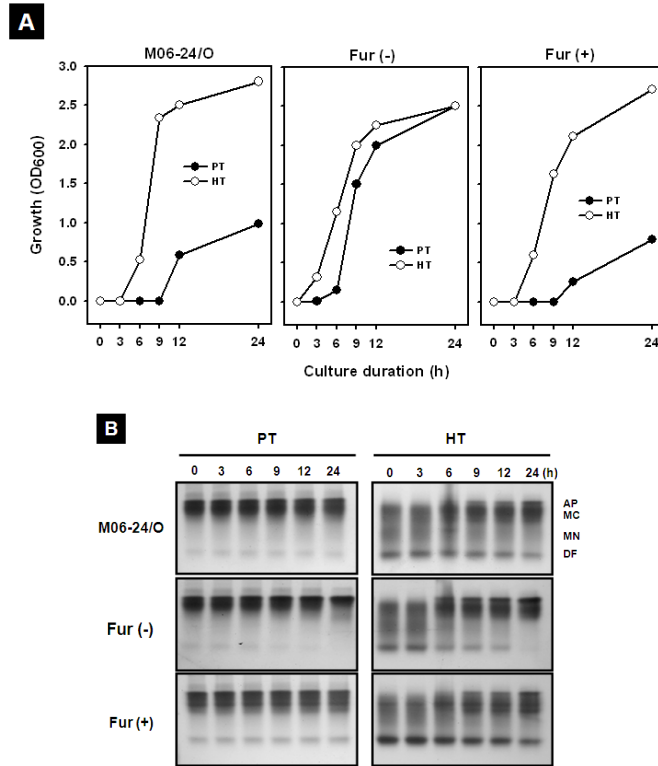 A
M06-24/O Fur (-) Fur (+)
3.0
2.5
2.0
1.5
1.0
0.5
0.0
Growth (OD600)
PT
HT
PT
HT
PT
HT
0 3 6 9 12 24 0 3 6 9 12 24 0 3 6 9 12 24
Culture duration (h)
B
PT HT
0 3 6 9 12 24 0 3 6 9 12 24 (h)
M06-24/O
AP
MC
MN
DF
Fur (-)
Fur (+)